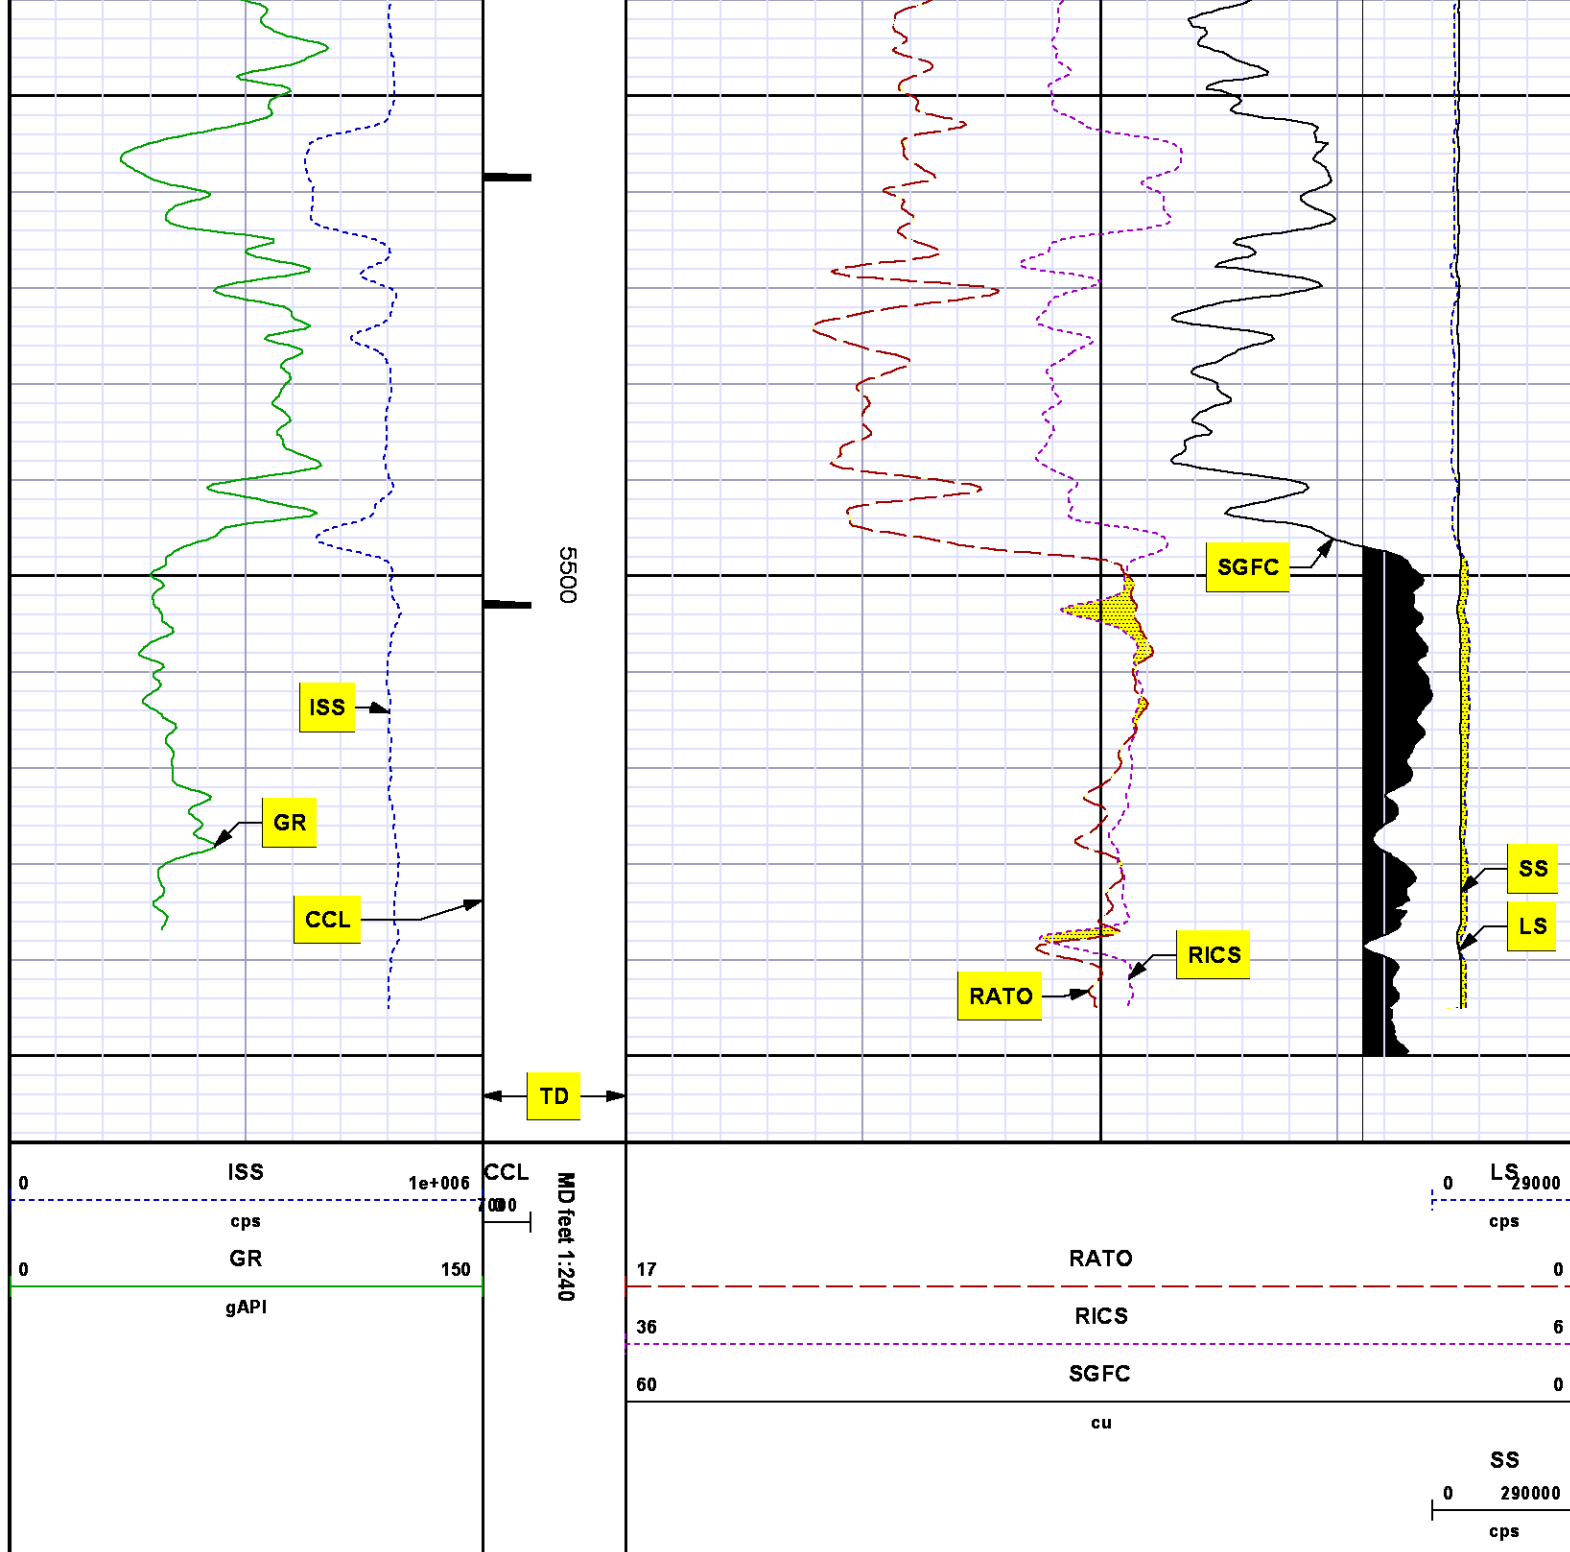 5500
SGFC
ISS
GR
SS
CCL
LS
RICS
RATO
TD
ISS
0 1e+006
cps
GR
0 150
gAPI
CCL
MD feet 1:240
LS
0 29000
cps
RATO
17 0
RICS
36 6
SGFC
60 0
cu
SS
0 290000
cps